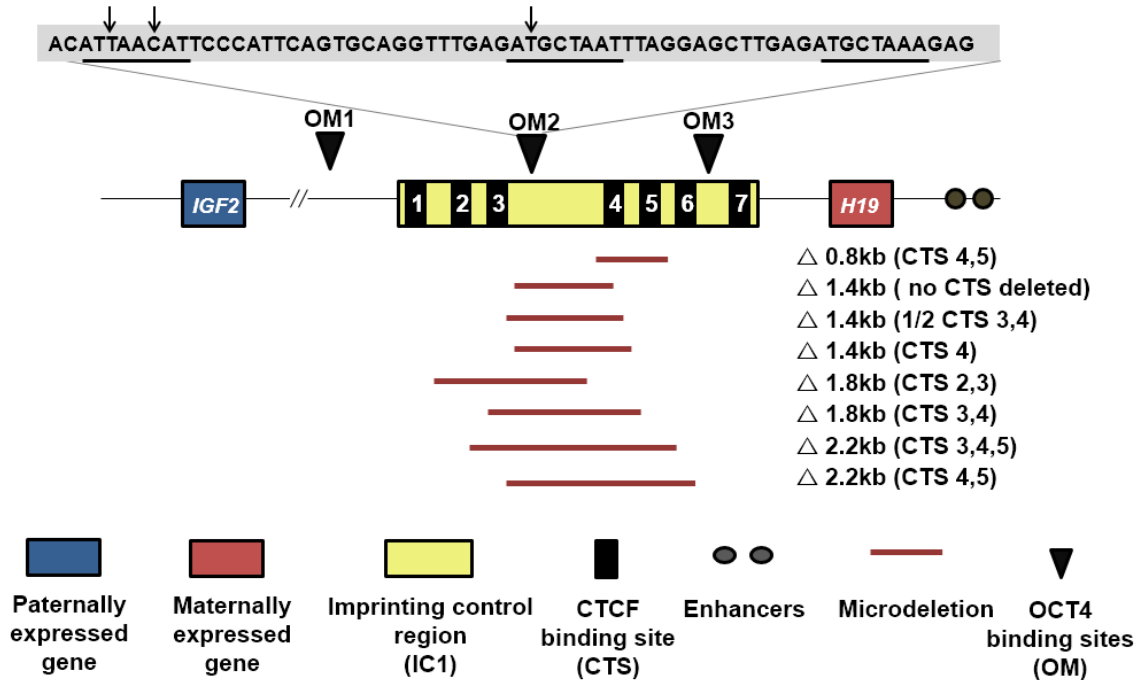 ACATTAACATTCCCATTCAGTGCAGGTTTGAGATGCTAATTTAGGAGCTTGAGATGCTAAAGAG
OM1
OM2
OM3
IGF2
//
1 2 3 4 5 6 7
H19
△ 0.8kb (CTS 4,5)
△ 1.4kb ( no CTS deleted)
△ 1.4kb (1/2 CTS 3,4)
△ 1.4kb (CTS 4)
△ 1.8kb (CTS 2,3)
△ 1.8kb (CTS 3,4)
△ 2.2kb (CTS 3,4,5)
△ 2.2kb (CTS 4,5)
Paternally
expressed
gene
Maternally
expressed
gene
Imprinting control
region
(IC1)
CTCF
binding site
(CTS)
Enhancers
Microdeletion
OCT4
binding sites
(OM)